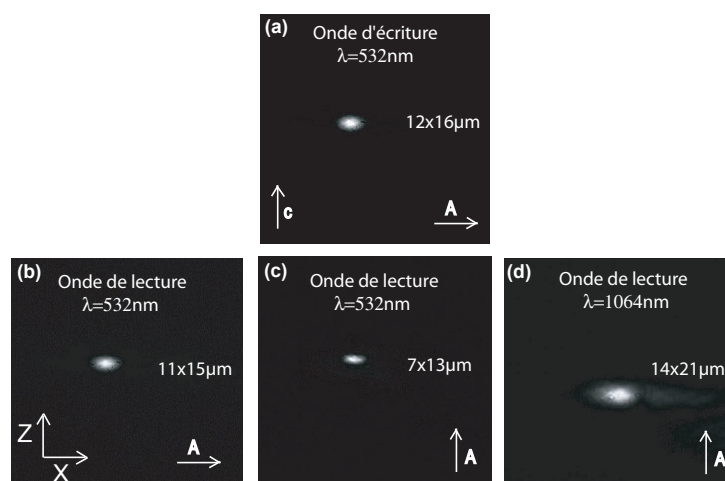 (a)
Onde d'écriture
λ=532nm
12x16µm
c
A
(b)
Onde de lecture
λ=532nm
11x15µm
Z
X
A
(c)
Onde de lecture
λ=532nm
7x13µm
A
(d)
Onde de lecture
λ=1064nm
14x21µm
A